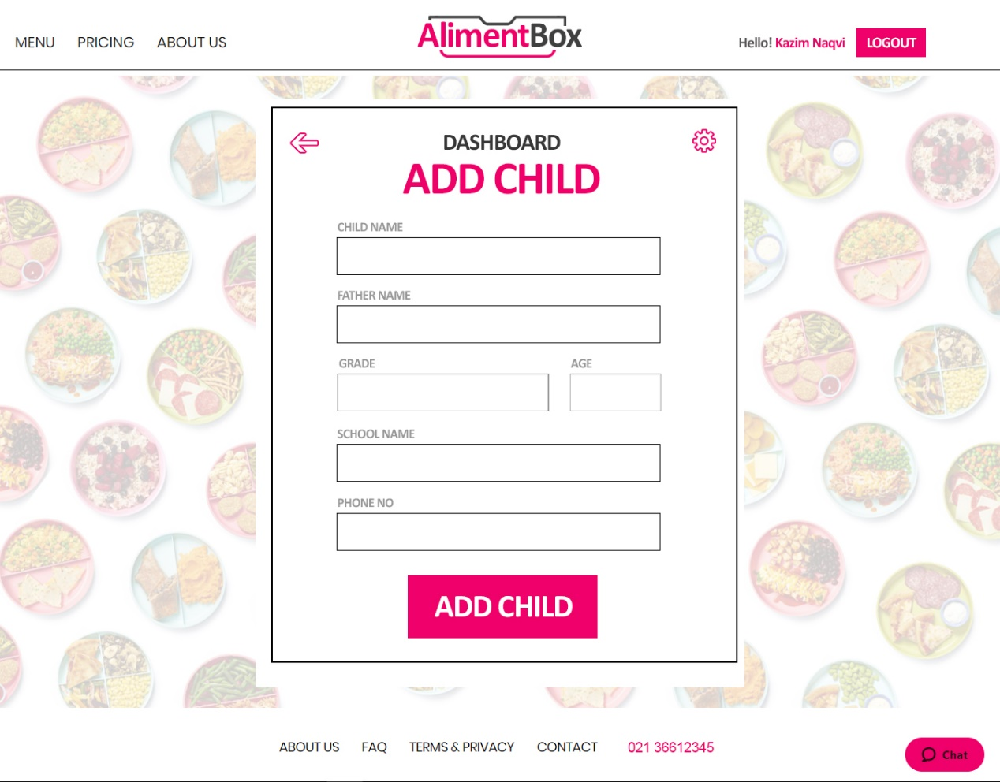 MENU PRICING ABOUT US
AlimentBox
Hello! Kazim Naqvi LOGOUT
DASHBOARD
ADD CHILD
CHILD NAME
FATHER NAME
GRADE AGE
SCHOOL NAME
PHONE NO
ADD CHILD
ABOUT US FAQ TERMS & PRIVACY CONTACT 021 36612345
Chat